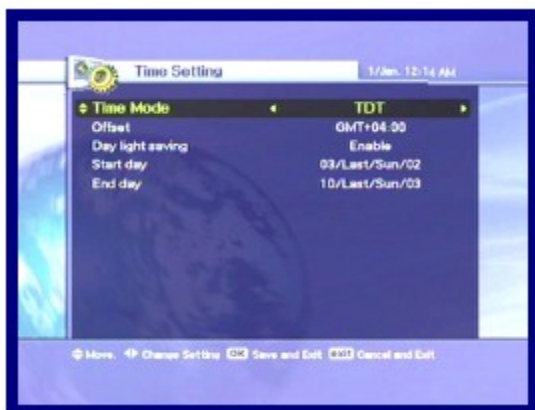 Time Setting 1/Jan. 12:14 AM
Time Mode TDT
Offset GMT+04:00
Day light saving Enable
Start day 03/Last/Sun/02
End day 10/Last/Sun/03
Move. Change Setting OK Save and Exit EXIT Cancel and Exit